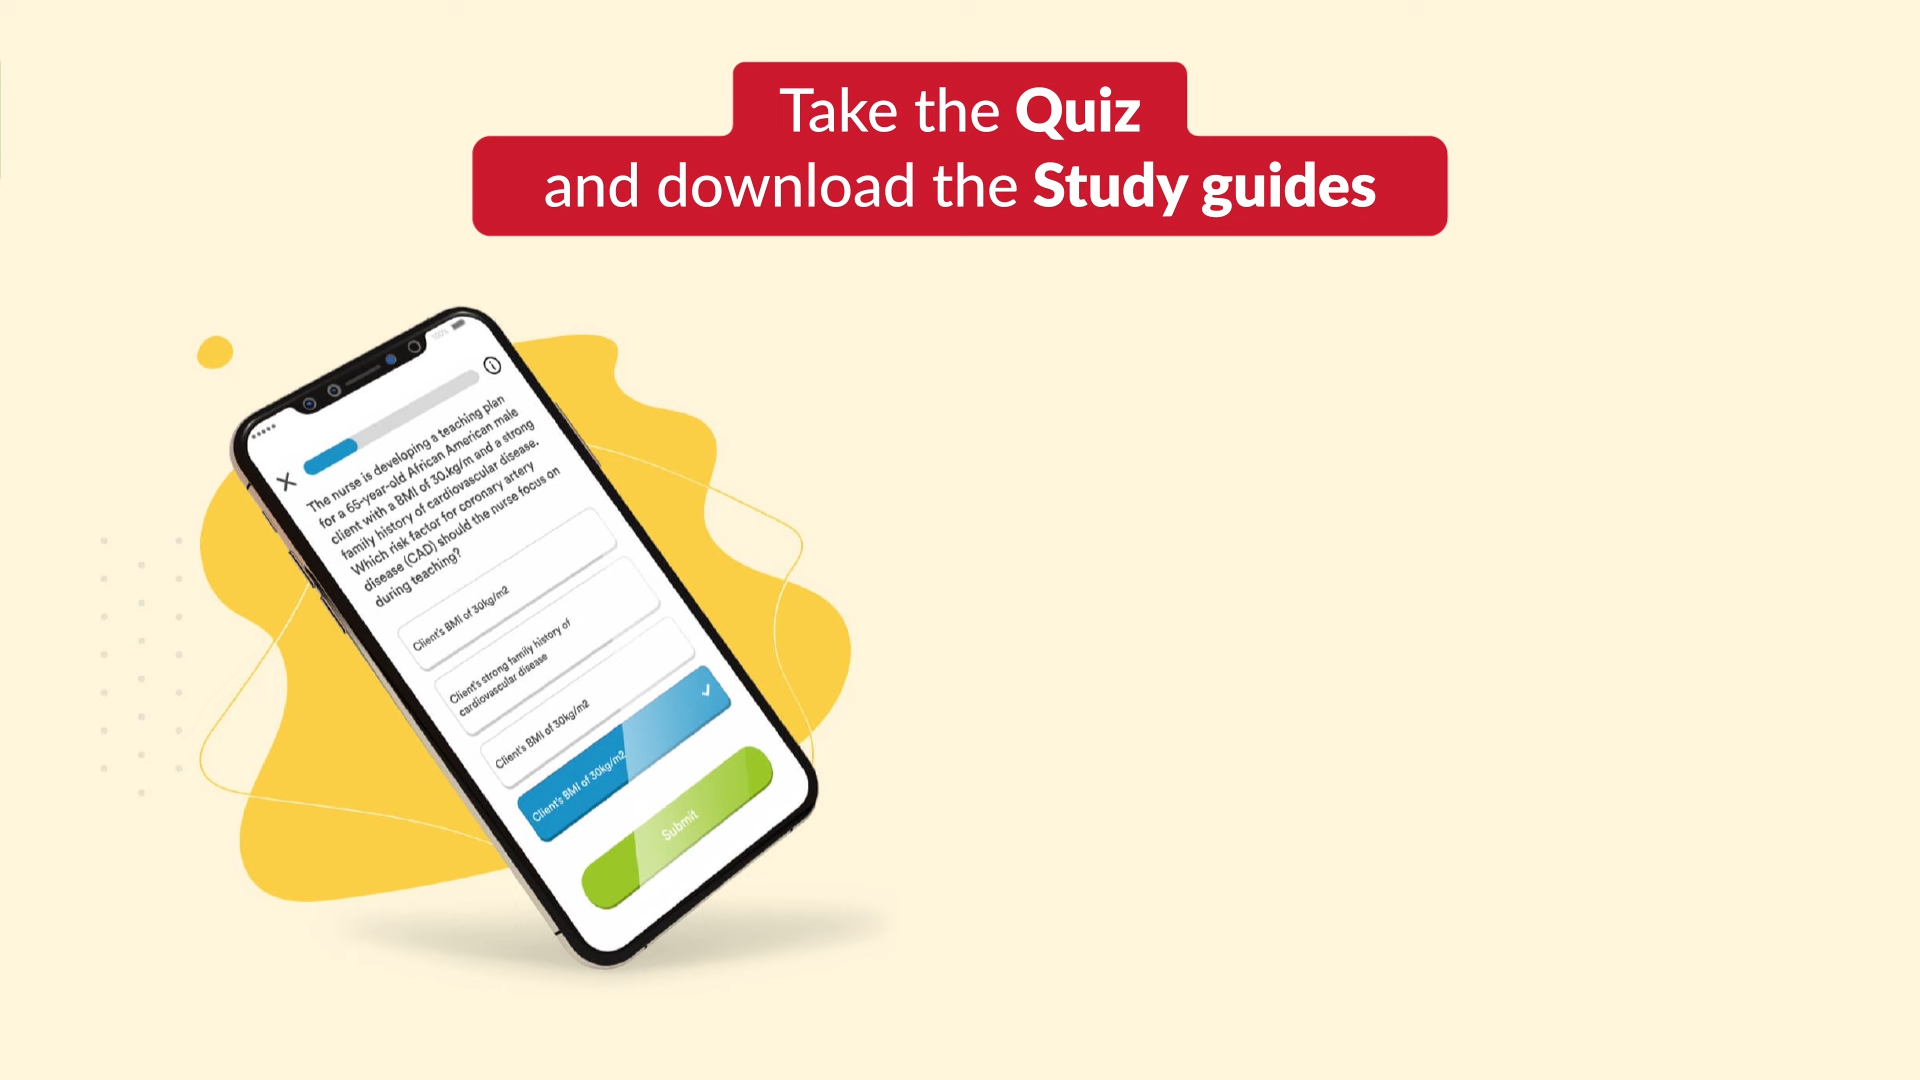 Take the Quiz
and download the Study guides
The nurse is developing a teaching plan
for a 65-year-old African American male
client with a BMI of 30.kg/m and a strong
family history of cardiovascular disease.
Which risk factor for coronary artery
disease (CAD) should the nurse focus on
during teaching?
Client's BMI of 30kg/m2
Client's strong family history of
cardiovascular disease
Client's BMI of 30kg/m2
Client's BMI of 30kg/m2
Submit